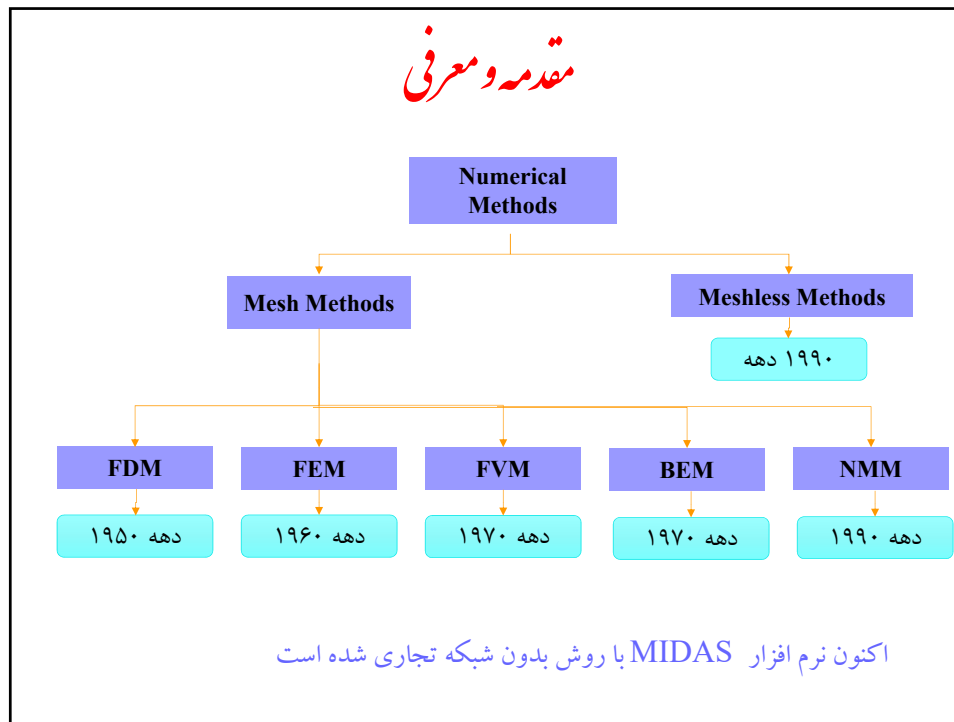 مقدمه و معرفی
Numerical
Methods
Mesh Methods
Meshless Methods
۱۹۹۰ دهه
FDM
FEM
FVM
BEM
NMM
دهه ۱۹۵۰
دهه ۱۹۶۰
دهه ۱۹۷۰
دهه ۱۹۷۰
دهه ۱۹۹۰
اکنون نرم افزار MIDAS با روش بدون شبکه تجاری شده است